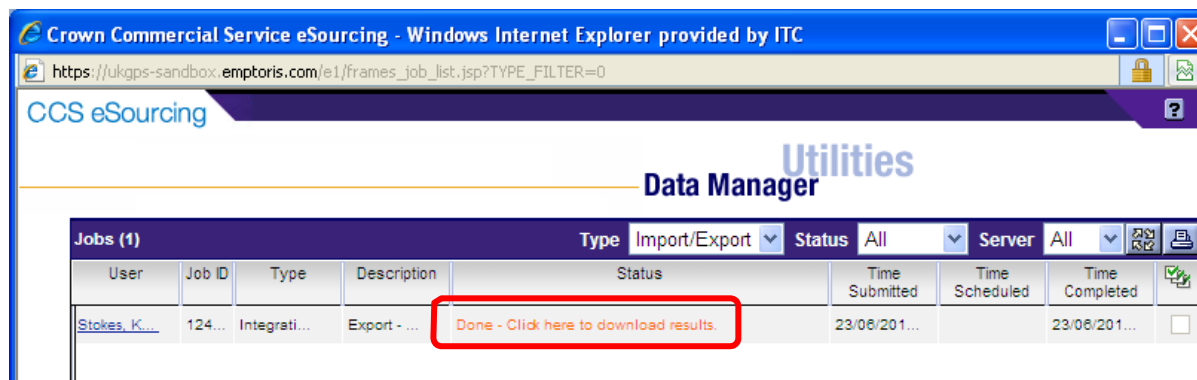 Crown Commercial Service eSourcing - Windows Internet Explorer provided by ITC
https://ukgps-sandbox.emptoris.com/e1/frames_job_list.jsp?TYPE_FILTER=0
CCS eSourcing ?
Utilities
Data Manager
Jobs (1) Type Import/Export Status All Server All
User Job ID Type Description Status Time Submitted Time Scheduled Time Completed
Stokes, K... 124... Integrati... Export - ... Done - Click here to download results. 23/06/201... 23/06/201...